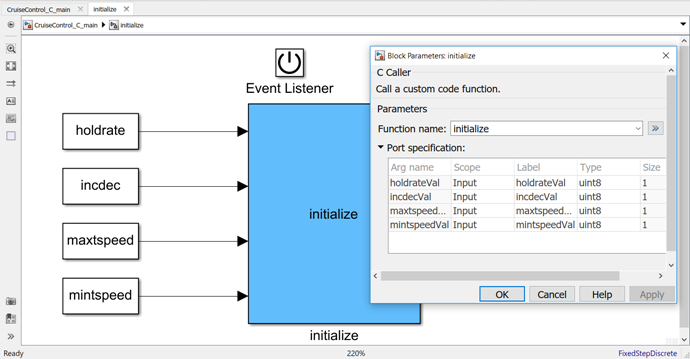 CruiseControl_C_main
initialize
CruiseControl_C_main initialize
Event Listener
holdrate
incdec
maxtspeed
mintspeed
initialize
initialize
Block Parameters: initialize
C Caller
Call a custom code function.
Parameters
Function name: initialize
Port specification:
Arg name Scope Label Type Size
holdrateVal Input holdrateVal uint8 1
incdecVal Input incdecVal uint8 1
maxtspeed... Input maxtspeed... uint8 1
mintspeedVal Input mintspeedVal uint8 1
OK Cancel Help Apply
Ready 220% FixedStepDiscrete